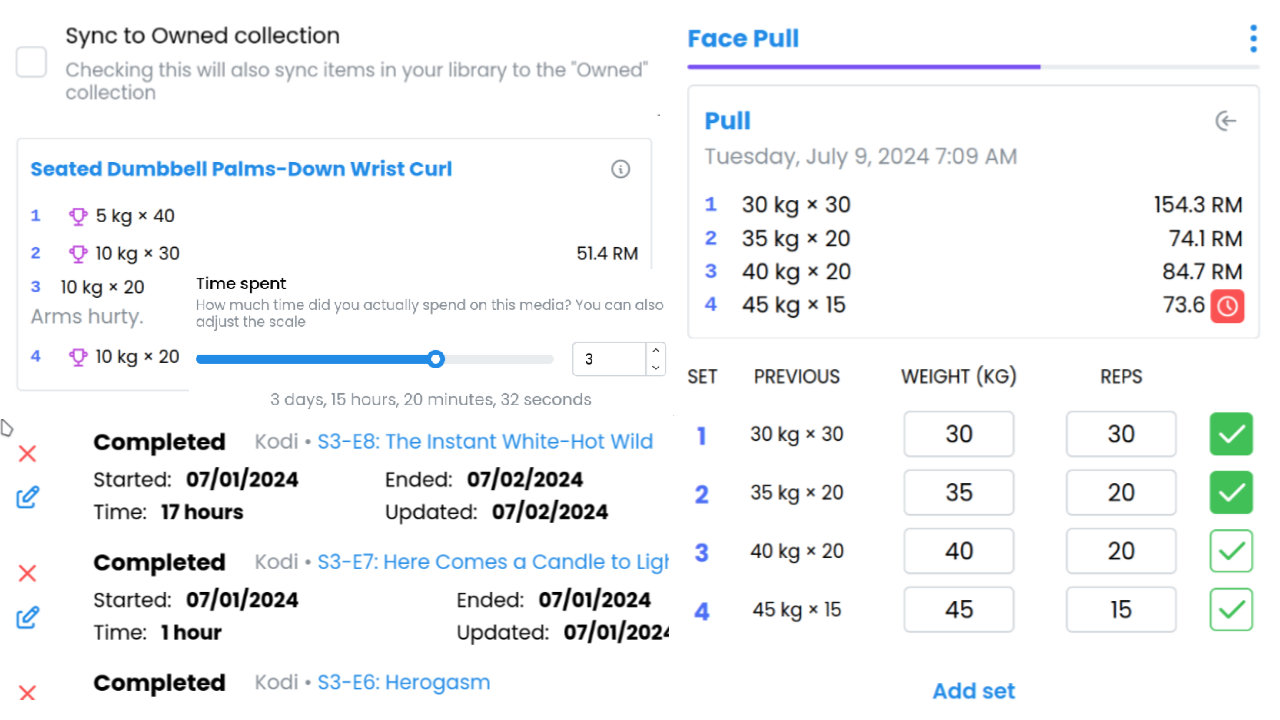 Sync to Owned collection
Checking this will also sync items in your library to the "Owned"
collection
Seated Dumbbell Palms-Down Wrist Curl
1 5 kg × 40
2 10 kg × 30 51.4 RM
3 10 kg × 20
Arms hurty.
4 10 kg × 20
Time spent
How much time did you actually spend on this media? You can also
adjust the scale
3
3 days, 15 hours, 20 minutes, 32 seconds
Completed Kodi • S3-E8: The Instant White-Hot Wild
Started: 07/01/2024 Ended: 07/02/2024
Time: 17 hours Updated: 07/02/2024
Completed Kodi • S3-E7: Here Comes a Candle to Ligh
Started: 07/01/2024 Ended: 07/01/2024
Time: 1 hour Updated: 07/01/2024
Completed Kodi • S3-E6: Herogasm
Face Pull
Pull
Tuesday, July 9, 2024 7:09 AM
1 30 kg × 30 154.3 RM
2 35 kg × 20 74.1 RM
3 40 kg × 20 84.7 RM
4 45 kg × 15 73.6
SET PREVIOUS WEIGHT (KG) REPS
1 30 kg × 30 30 30
2 35 kg × 20 35 20
3 40 kg × 20 40 20
4 45 kg × 15 45 15
Add set